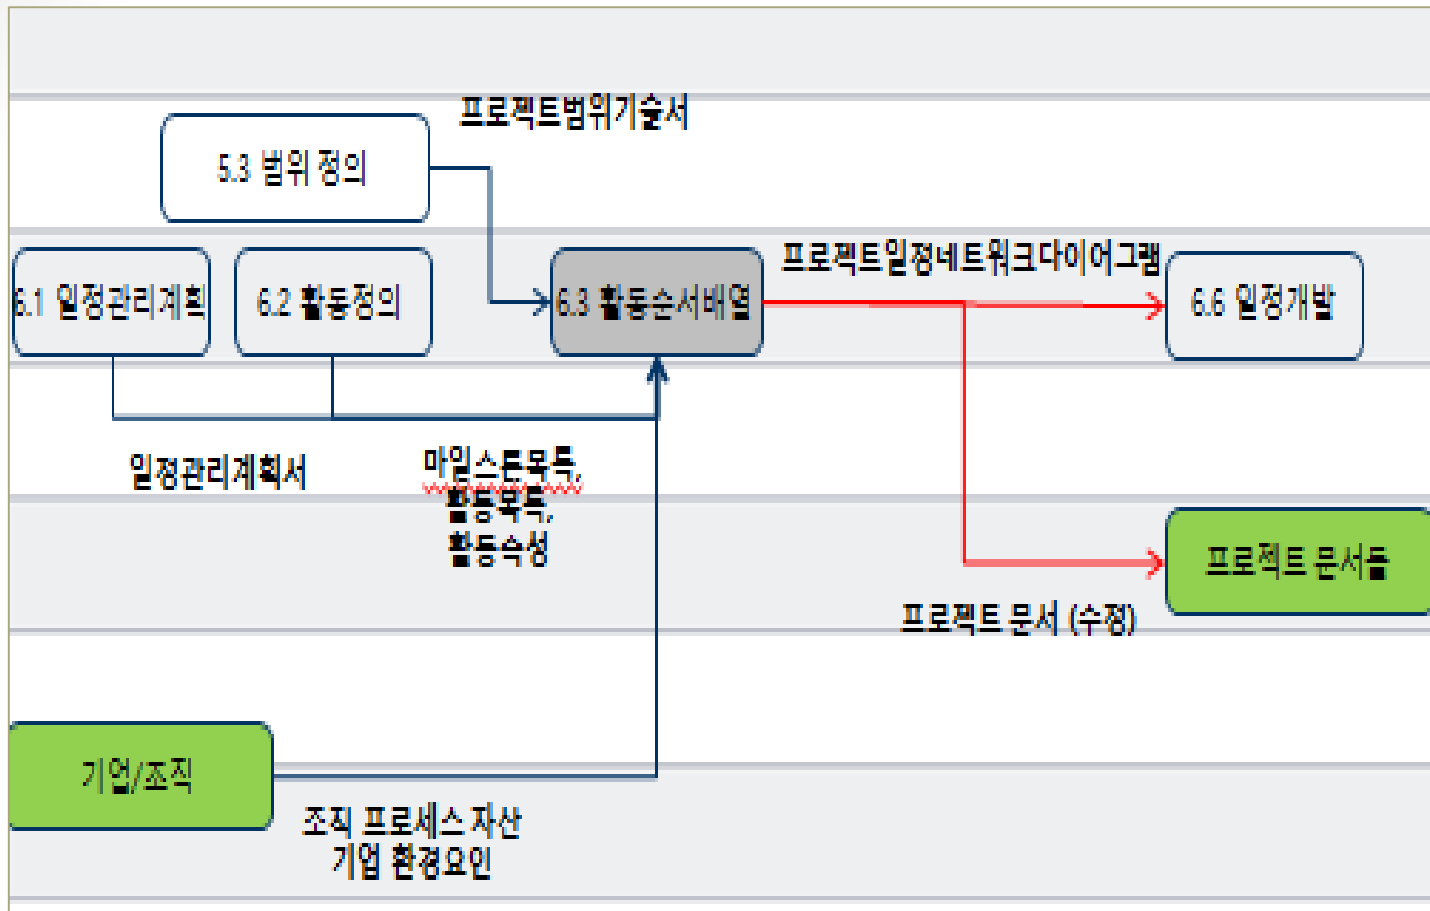 프로젝트범위기술서
5.3 범위 정의
프로젝트일정네트워크다이어그램
6.1 일정관리계획
6.2 활동정의
6.3 활동순서배열
6.6 일정개발
일정관리계획서
마일스톤목록,
활동목록,
활동속성
프로젝트 문서들
프로젝트 문서 (수정)
기업/조직
조직 프로세스 자산
기업 환경요인